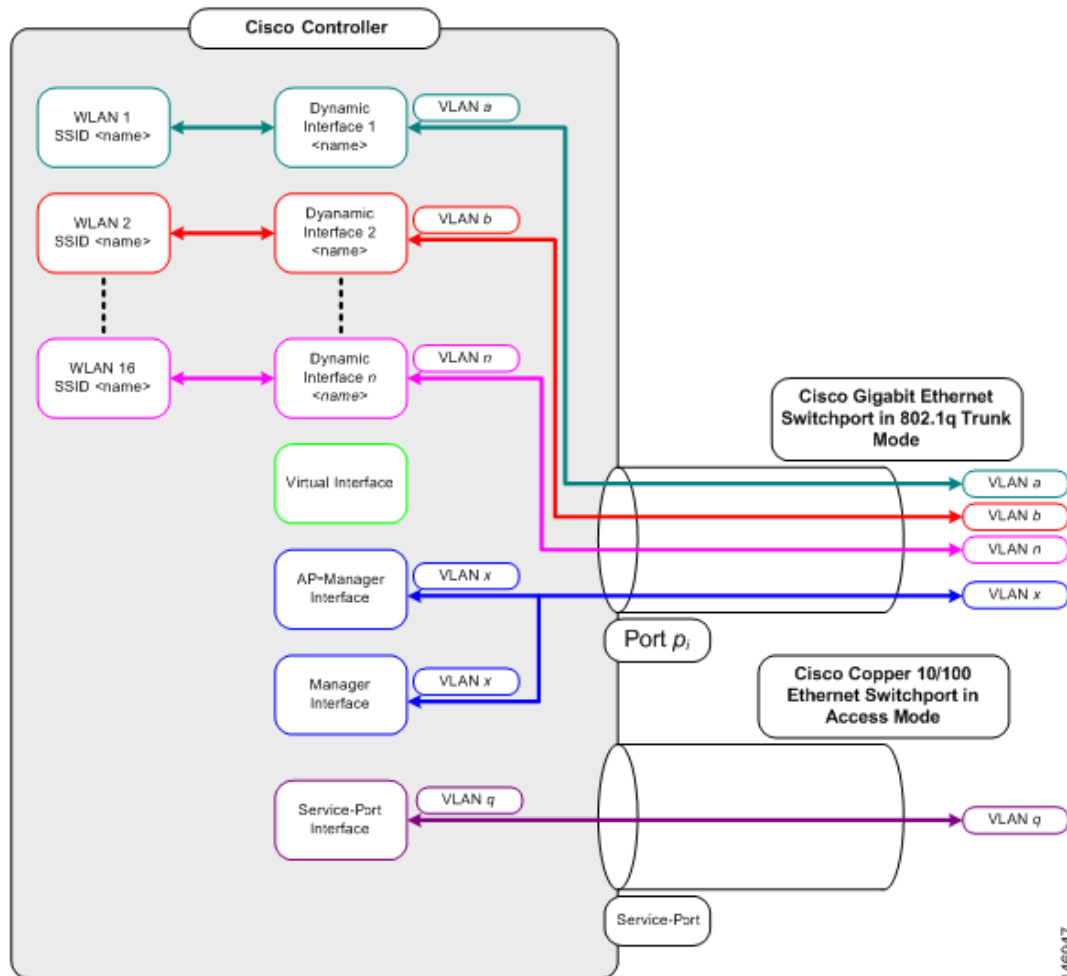 Cisco Controller
WLAN 1
SSID <name>
Dynamic
Interface 1
<name>
VLAN a
WLAN 2
SSID <name>
Dyanamic
Interface 2
<name>
VLAN b
WLAN 16
SSID <name>
Dynamic
Interface n
<name>
VLAN n
Virtual Interface
Cisco Gigabit Ethernet
Switchport in 802.1q Trunk
Mode
VLAN a
VLAN b
VLAN n
VLAN x
AP-Manager
Interface
VLAN x
Port pi
Manager
Interface
VLAN x
Cisco Copper 10/100
Ethernet Switchport in
Access Mode
Service-Port
Interface
VLAN q
VLAN q
Service-Port